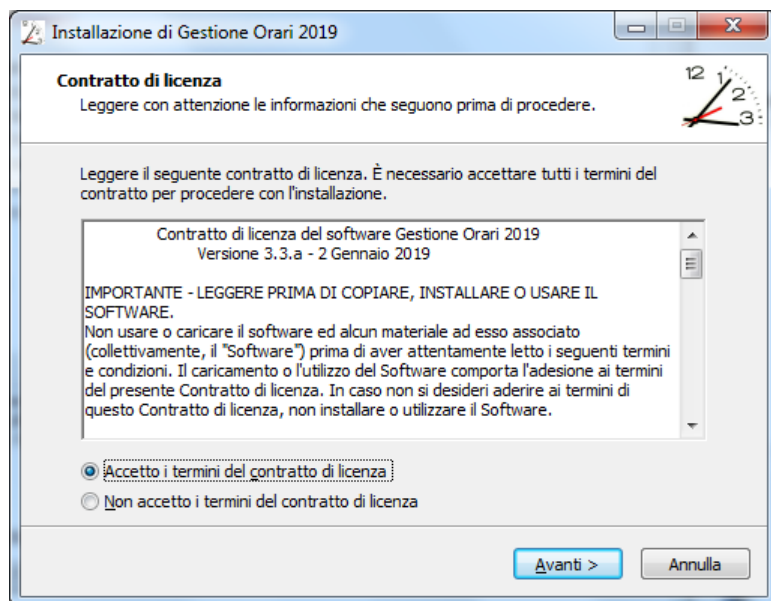 Installazione di Gestione Orari 2019
Contratto di licenza
Leggere con attenzione le informazioni che seguono prima di procedere.
12
1
2
3
Leggere il seguente contratto di licenza. È necessario accettare tutti i termini del
contratto per procedere con l'installazione.
Contratto di licenza del software Gestione Orari 2019
Versione 3.3.a - 2 Gennaio 2019
IMPORTANTE - LEGGERE PRIMA DI COPIARE, INSTALLARE O USARE IL
SOFTWARE.
Non usare o caricare il software ed alcun materiale ad esso associato
(collettivamente, il "Software") prima di aver attentamente letto i seguenti termini
e condizioni. Il caricamento o l'utilizzo del Software comporta l'adesione ai termini
del presente Contratto di licenza. In caso non si desideri aderire ai termini di
questo Contratto di licenza, non installare o utilizzare il Software.
Accetto i termini del contratto di licenza
Non accetto i termini del contratto di licenza
Avanti >
Annulla